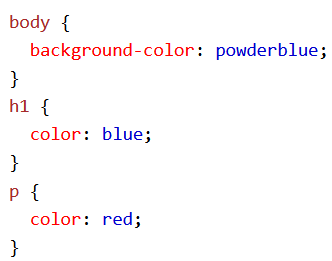 body {
  background-color: powderblue;
}
h1 {
  color: blue;
}
p {
  color: red;
}